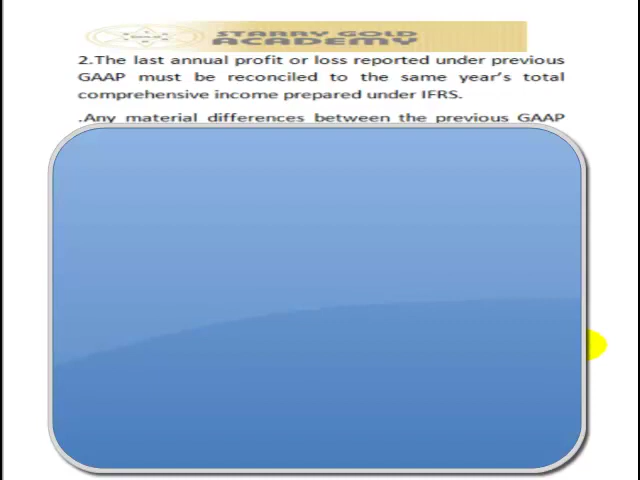 STARRY GOLD
ACADEMY
2.The last annual profit or loss reported under previous
GAAP must be reconciled to the same year's total
comprehensive income prepared under IFRS.
.Any material differences between the previous GAAP